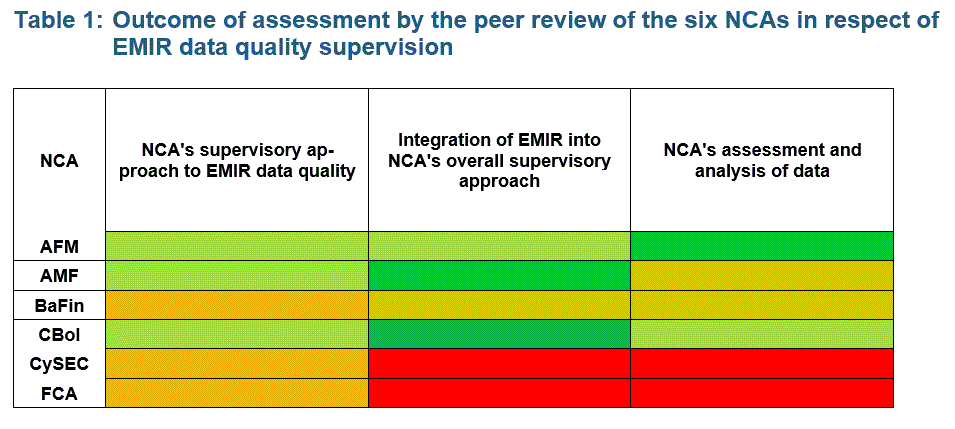 Table 1: Outcome of assessment by the peer review of the six NCAs in respect of
EMIR data quality supervision
NCA
NCA's supervisory ap-
proach to EMIR data quality
Integration of EMIR into
NCA's overall supervisory
approach
NCA's assessment and
analysis of data
AFM
AMF
BaFin
CBoI
CySEC
FCA